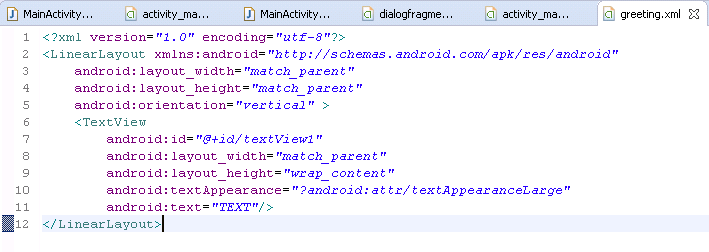 MainActivity... activity_ma... MainActivity... dialogfragme... activity_ma... greeting.xml
1 <?xml version="1.0" encoding="utf-8"?>
2 <LinearLayout xmlns:android="http://schemas.android.com/apk/res/android"
3 android:layout_width="match_parent"
4 android:layout_height="match_parent"
5 android:orientation="vertical" >
6 <TextView
7 android:id="@+id/textView1"
8 android:layout_width="match_parent"
9 android:layout_height="wrap_content"
10 android:textAppearance="?android:attr/textAppearanceLarge"
11 android:text="TEXT"/>
12 </LinearLayout>